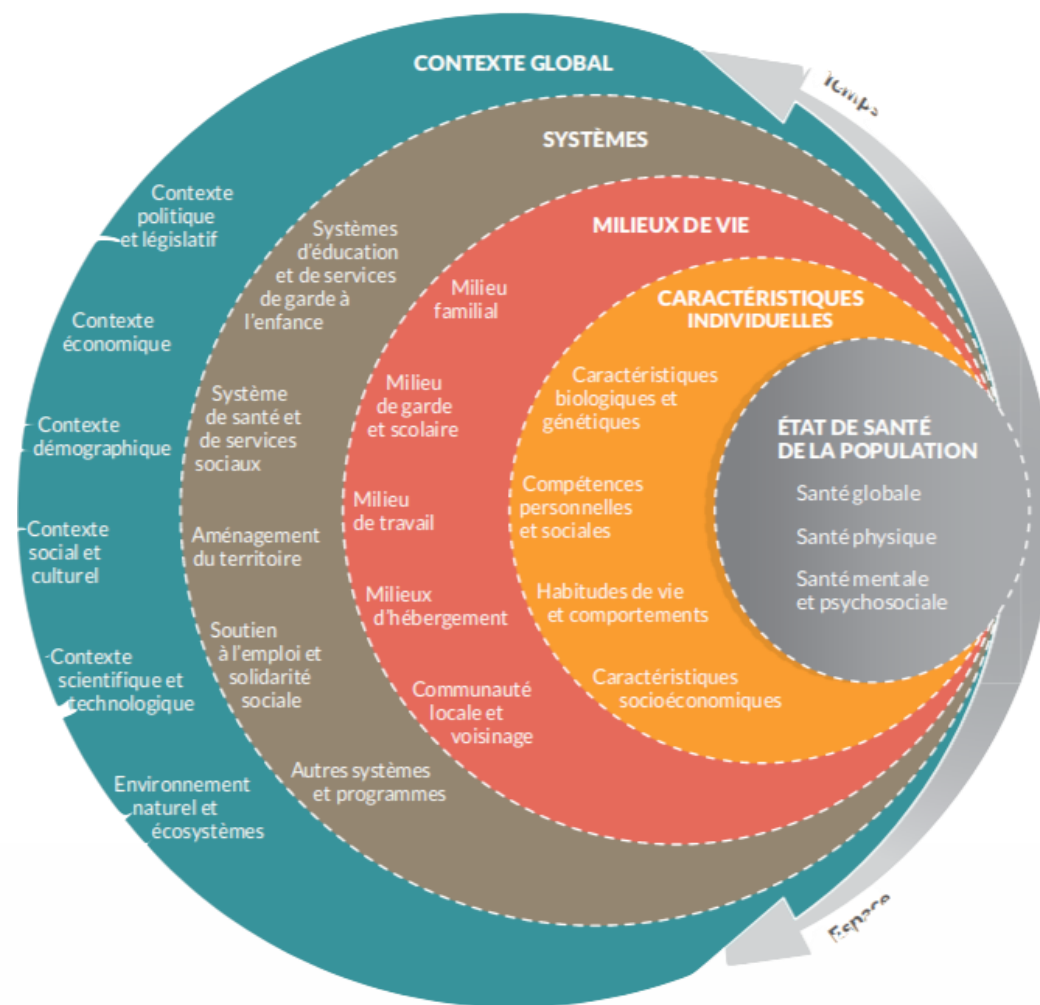 CONTEXTE GLOBAL
Temps
SYSTÈMES
MILIEUX DE VIE
CARACTÉRISTIQUES
INDIVIDUELLES
ÉTAT DE SANTÉ
DE LA POPULATION
Santé globale
Santé physique
Santé mentale
et psychosociale
Contexte
politique
et législatif
Contexte
économique
Contexte
démographique
Contexte
social et
culturel
Contexte
scientifique et
technologique
Environnement
naturel et
écosystèmes
Systèmes
d'éducation
et de services
de garde à
l'enfance
Système
de santé et
de services
sociaux
Aménagement
du territoire
Soutien
à l'emploi et
solidarité
sociale
Autres systèmes
et programmes
Milieu
familial
Milieu
de garde
et scolaire
Milieu
de travail
Milieux
d'hébergement
Communauté
locale et
voisinage
Caractéristiques
biologiques et
génétiques
Compétences
personnelles
et sociales
Habitudes de vie
et comportements
Caractéristiques
socioéconomiques
Espace